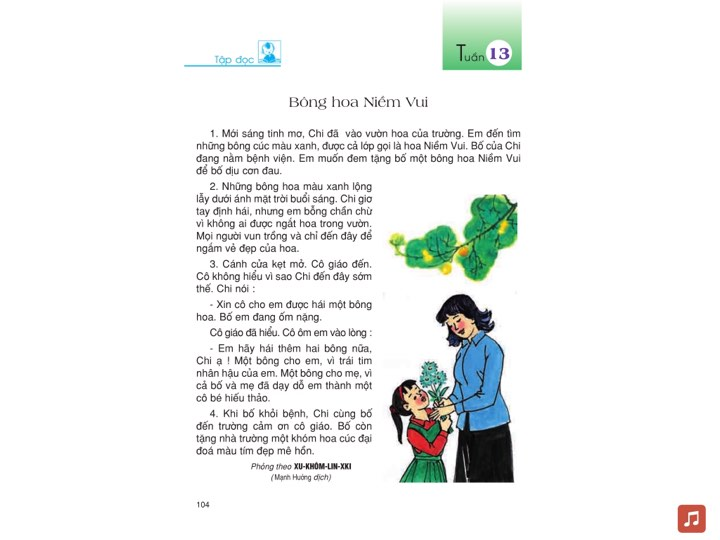 Tập đọc
Tuần 13
Bông hoa Niềm Vui
1. Mới sáng tinh mơ, Chi đã vào vườn hoa của trường. Em đến tìm
những bông cúc màu xanh, được cả lớp gọi là hoa Niềm Vui. Bố của Chi
đang nằm bệnh viện. Em muốn đem tặng bố một bông hoa Niềm Vui
để bố dịu cơn đau.
2. Những bông hoa màu xanh lộng
lẫy dưới ánh mặt trời buổi sáng. Chi giơ
tay định hái, nhưng em bỗng chần chừ
vì không ai được ngắt hoa trong vườn.
Mọi người vun trồng và chỉ đến đây để
ngắm vẻ đẹp của hoa.
3. Cánh cửa kẹt mở. Cô giáo đến.
Cô không hiểu vì sao Chi đến đây sớm
thế. Chi nói :
- Xin cô cho em được hái một bông
hoa. Bố em đang ốm nặng.
Cô giáo đã hiểu. Cô ôm em vào lòng :
- Em hãy hái thêm hai bông nữa,
Chi ạ ! Một bông cho em, vì trái tim
nhân hậu của em. Một bông cho mẹ, vì
cả bố và mẹ đã dạy dỗ em thành một
cô bé hiếu thảo.
4. Khi bố khỏi bệnh, Chi cùng bố
đến trường cảm ơn cô giáo. Bố còn
tặng nhà trường một khóm hoa cúc đại
đoá màu tím đẹp mê hồn.
Phỏng theo XU-KHÔM-LIN-XKI
(Mạnh Hưởng dịch)
104